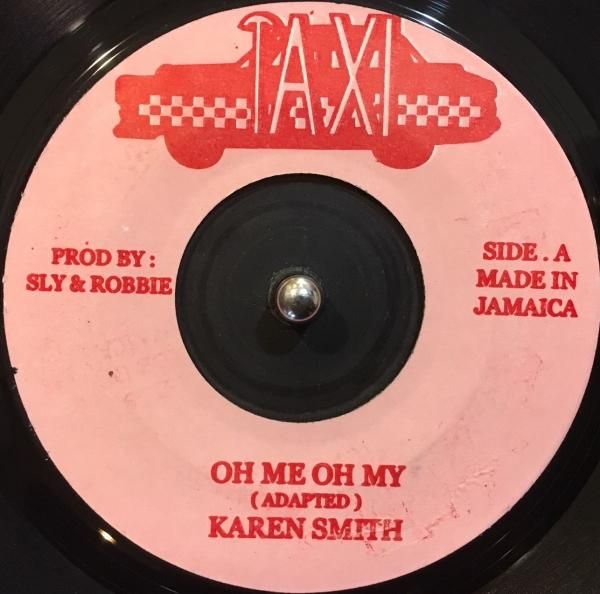 TAXI
PROD BY :
SLY & ROBBIE
SIDE . A
MADE IN
JAMAICA
OH ME OH MY
( ADAPTED )
KAREN SMITH